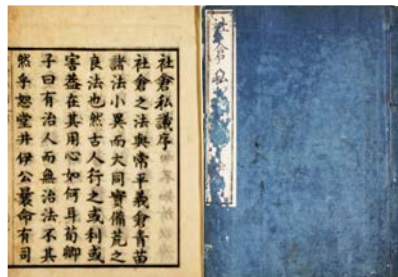 社倉私議序
社倉之法與常平義倉青苗
諸法小異而大同實備荒之
良法也然古人行之或利或
害蓋在其用心如何耳荀卿
子曰有治人而無治法不其
然乎恕堂井伊公曩命有司
社倉私